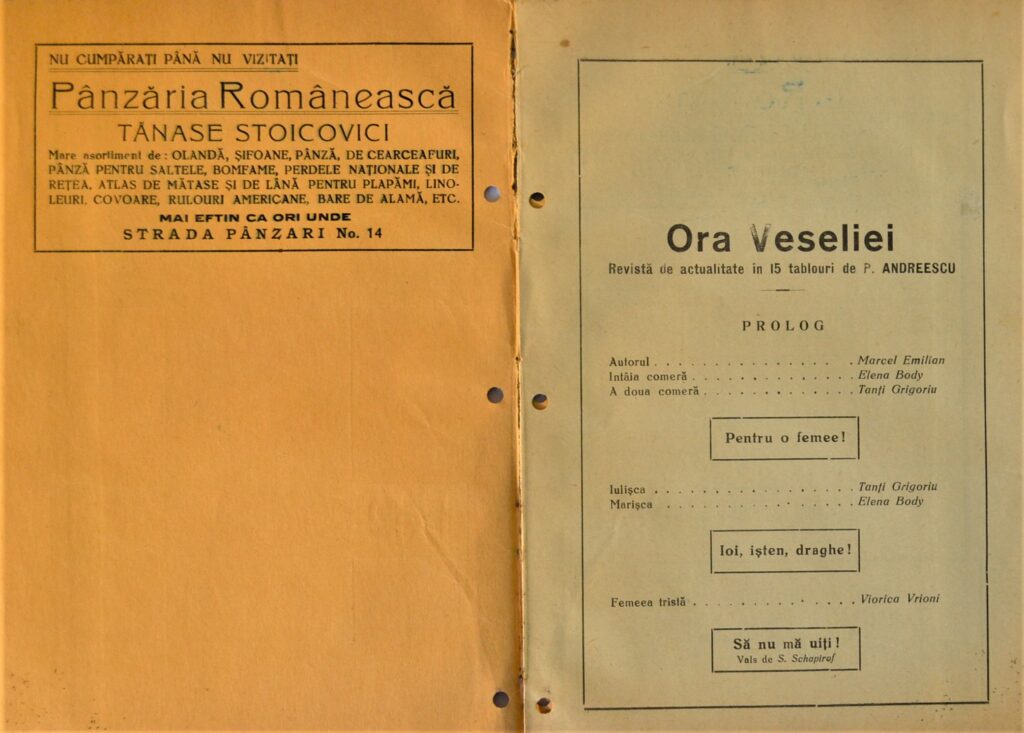 NU CUMPĂRAȚI PÂNĂ NU VIZITAȚI
Pânzăria Românească
TĂNASE STOICOVICI
Mare asortiment de: OLANDĂ, ȘIFOANE, PÂNZĂ, DE CEARCEAFURI,
PÂNZĂ PENTRU SALTELE, BOMFAME, PERDELE NAȚIONALE ȘI DE
REȚEA, ATLAS DE MĂTASE ȘI DE LÂNĂ PENTRU PLAPĂMI, LINO-
LEURI, COVOARE, RULOURI AMERICANE, BARE DE ALAMĂ, ETC.
MAI EFTIN CA ORI UNDE
STRADA PÂNZARI No. 14
Ora Veseliei
Revistă de actualitate in 15 tablouri de P. ANDREESCU
PROLOG
Autorul . . . . . . . . . . . . . . . Marcel Emilian
Intâia comeră . . . . . . . . . . . . Elena Body
A doua comeră . . . . . . . . . . . . Tanți Grigoriu
Pentru o femee!
Iulișca . . . . . . . . . . . . . . . Tanți Grigoriu
Marișca . . . . . . . . . . . . . . Elena Body
Ioi, ișten, draghe!
Femeea tristă . . . . . . . . . . . . . Viorica Vrioni
Să nu mă uiți!
Vals de S. Schapirof